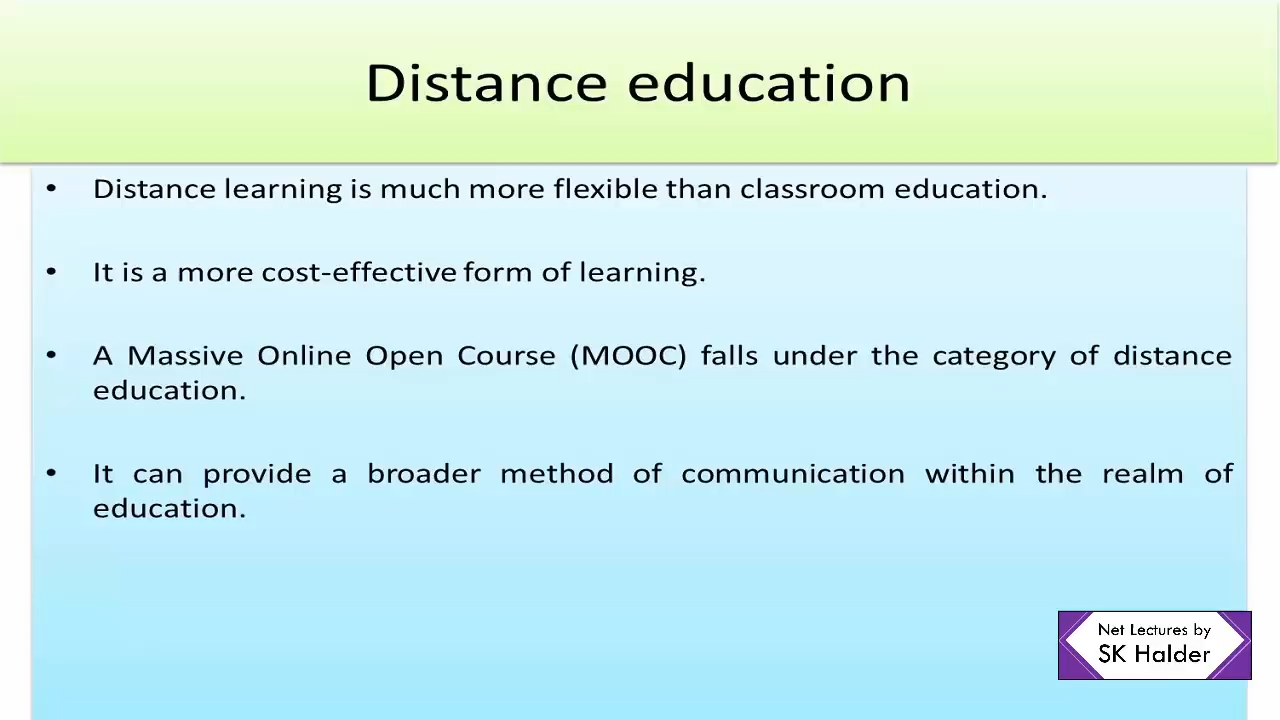 Distance education
• Distance learning is much more flexible than classroom education.
• It is a more cost-effective form of learning.
• A Massive Online Open Course (MOOC) falls under the category of distance
education.
• It can provide a broader method of communication within the realm of
education.
Net Lectures by
SK Halder